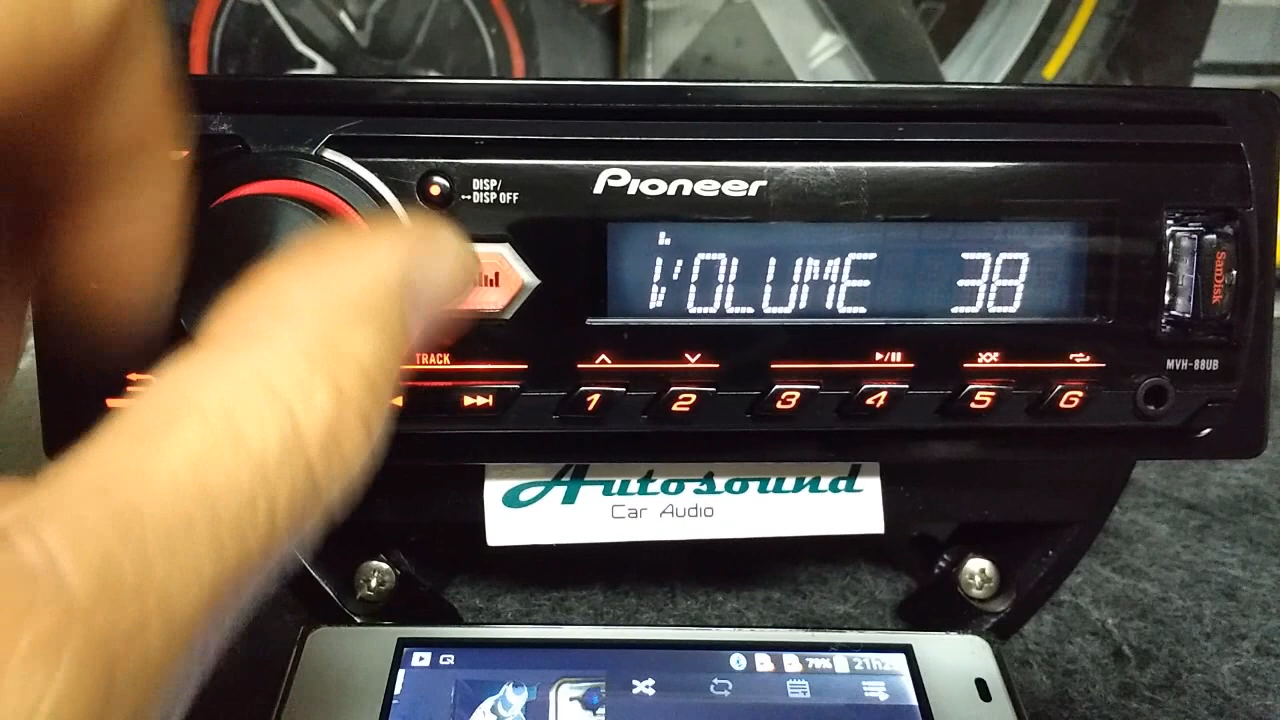 DISP/
DISP OFF
Pioneer
VOLUME 38
SanDisk
TRACK
MVH-88UB
1 2 3 4 5 6
Autosound
Car Audio
79%